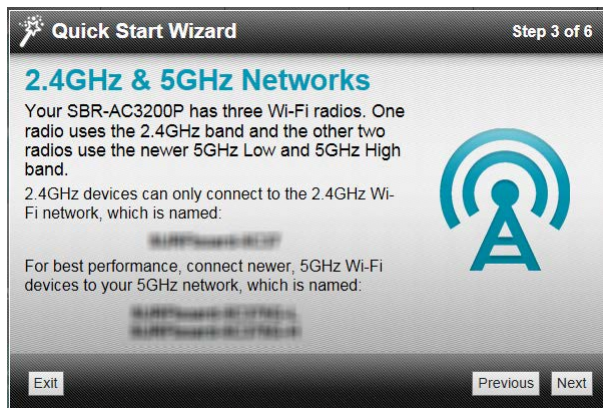 Quick Start Wizard
Step 3 of 6
2.4GHz & 5GHz Networks
Your SBR-AC3200P has three Wi-Fi radios. One
radio uses the 2.4GHz band and the other two
radios use the newer 5GHz Low and 5GHz High
band.
2.4GHz devices can only connect to the 2.4GHz Wi-
Fi network, which is named:
For best performance, connect newer, 5GHz Wi-Fi
devices to your 5GHz network, which is named:
Exit
Previous
Next